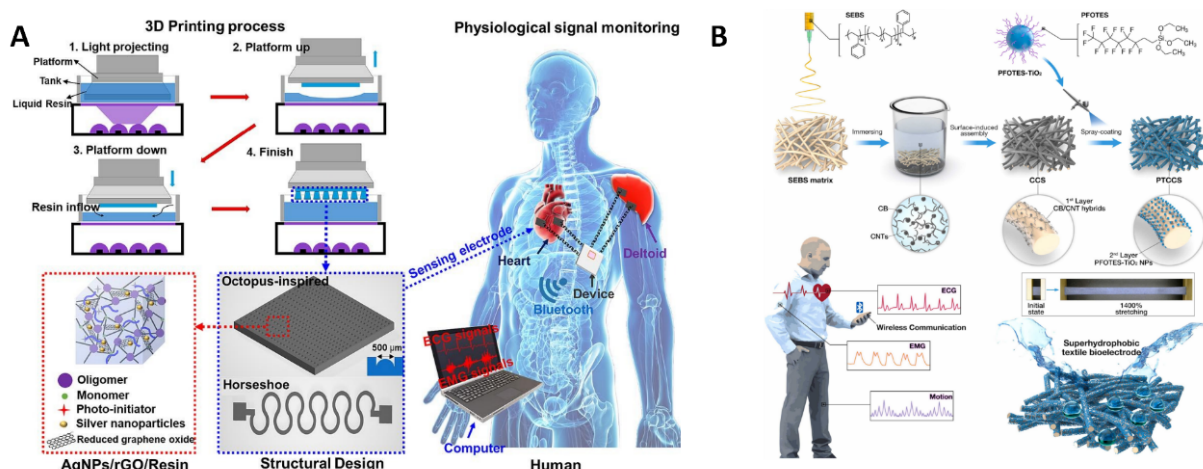 A
3D Printing process
1. Light projecting
2. Platform up
Platform
Tank
Liquid Resin
3. Platform down
4. Finish
Resin inflow
Oligomer
Monomer
Photo-initiator
Silver nanoparticles
Reduced graphene oxide
AgNPs/rGO/Resin
Octopus-inspired
500 μm
Horseshoe
Structural Design
Physiological signal monitoring
Sensing electrode
Heart
Deltoid
Device
Bluetooth
ECG signals
EMG signals
Computer
Human
B
SEBS
PFOTES
PFOTES-TiO₂
Immersing
Surface-induced
assembly
Spray-coating
SEBS matrix
CCS
PTCCS
CB
CNTs
1st Layer
CB/CNT hybrids
2nd Layer
PFOTES-TiO₂ NPs
Initial
state
1400%
stretching
ECG
Wireless Communication
EMG
Motion
Superhydrophobic
textile bioelectrode